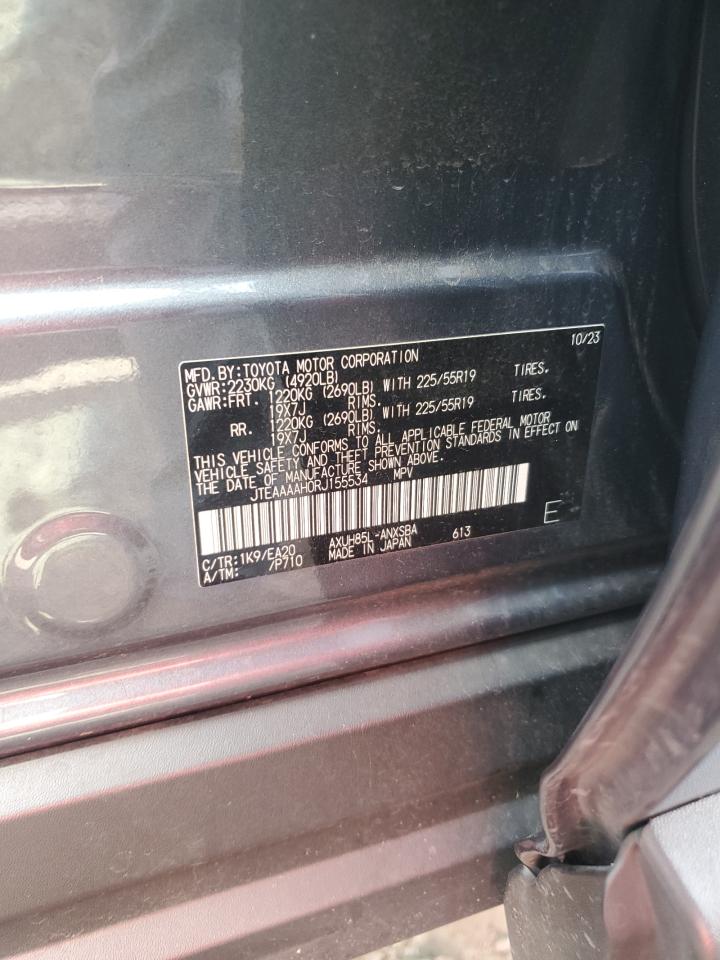 10/23
MFD.BY:TOYOTA MOTOR CORPORATION
GVWR:2230KG (4920LB)
GAWR:FRT. 1220KG (2690LB) WITH 225/55R19 TIRES.
19X7J RIMS.
RR. 1220KG (2690LB) WITH 225/55R19 TIRES.
19X7J RIMS.
THIS VEHICLE CONFORMS TO ALL APPLICABLE FEDERAL MOTOR
VEHICLE SAFETY AND THEFT PREVENTION STANDARDS IN EFFECT ON
THE DATE OF MANUFACTURE SHOWN ABOVE.
JTEAAAAH0RJ155534 MPV
C/TR:1K9/EA20 AXUH85L-ANXSBA 613 E
A/TM: /P710 MADE IN JAPAN